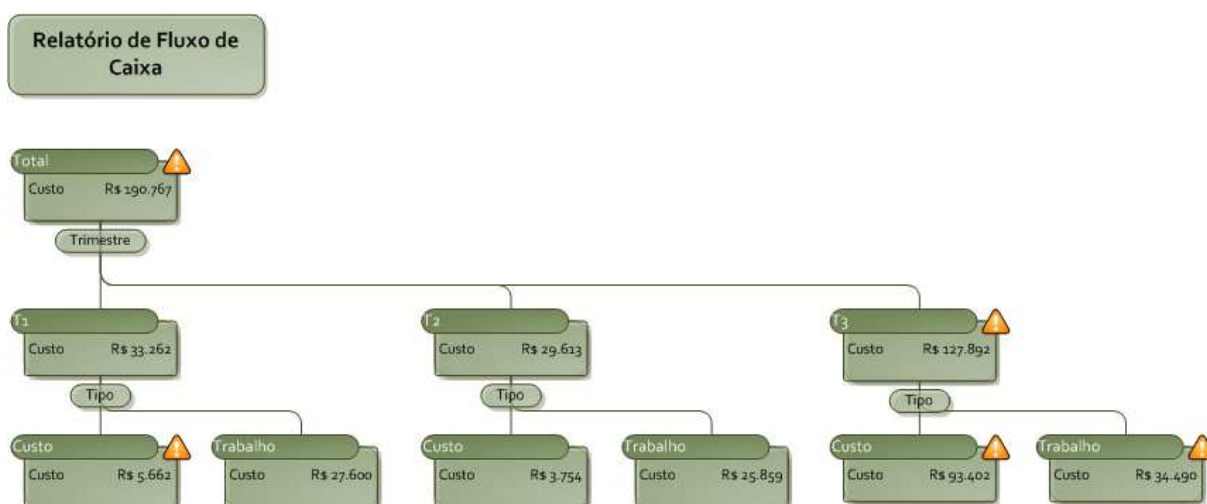 Relatório de Fluxo de
Caixa
Total
Custo R$ 190.767
Trimestre
T1
Custo R$ 33.262
T2
Custo R$ 29.613
T3
Custo R$ 127.892
Tipo
Tipo
Tipo
Custo
Custo R$ 5.662
Trabalho
Custo R$ 27.600
Custo
Custo R$ 3.754
Trabalho
Custo R$ 25.859
Custo
Custo R$ 93.402
Trabalho
Custo R$ 34.490